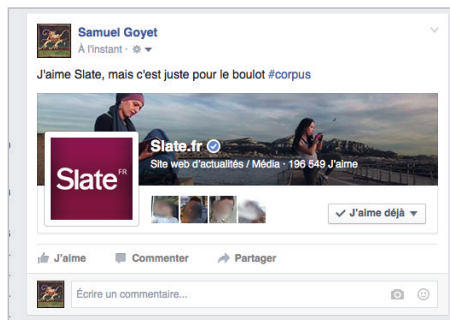 Samuel Goyet
À l'instant ·
J'aime Slate, mais c'est juste pour le boulot #corpus
Slate.fr
Site web d'actualités / Média · 196 549 J'aime
Slate FR
J'aime déjà
J'aime Commenter Partager
Écrire un commentaire...